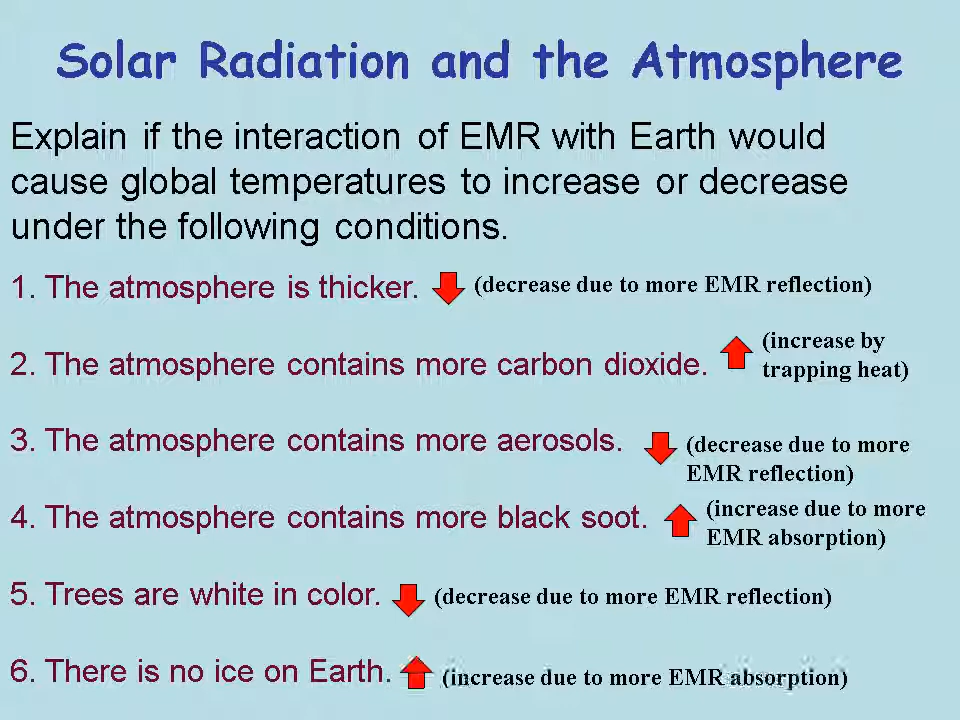 Solar Radiation and the Atmosphere
Explain if the interaction of EMR with Earth would
cause global temperatures to increase or decrease
under the following conditions.
1. The atmosphere is thicker. (decrease due to more EMR reflection)
2. The atmosphere contains more carbon dioxide. (increase by
trapping heat)
3. The atmosphere contains more aerosols. (decrease due to more
EMR reflection)
4. The atmosphere contains more black soot. (increase due to more
EMR absorption)
5. Trees are white in color. (decrease due to more EMR reflection)
6. There is no ice on Earth. (increase due to more EMR absorption)